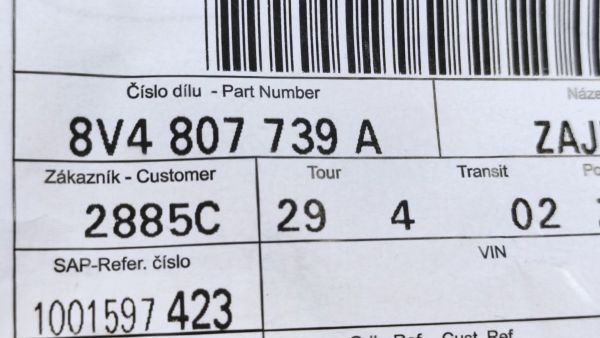 Číslo dílu - Part Number
8V4 807 739 A
Zákazník - Customer Tour Transit
2885C 29 4 02
SAP-Refer. číslo VIN
1001597 423